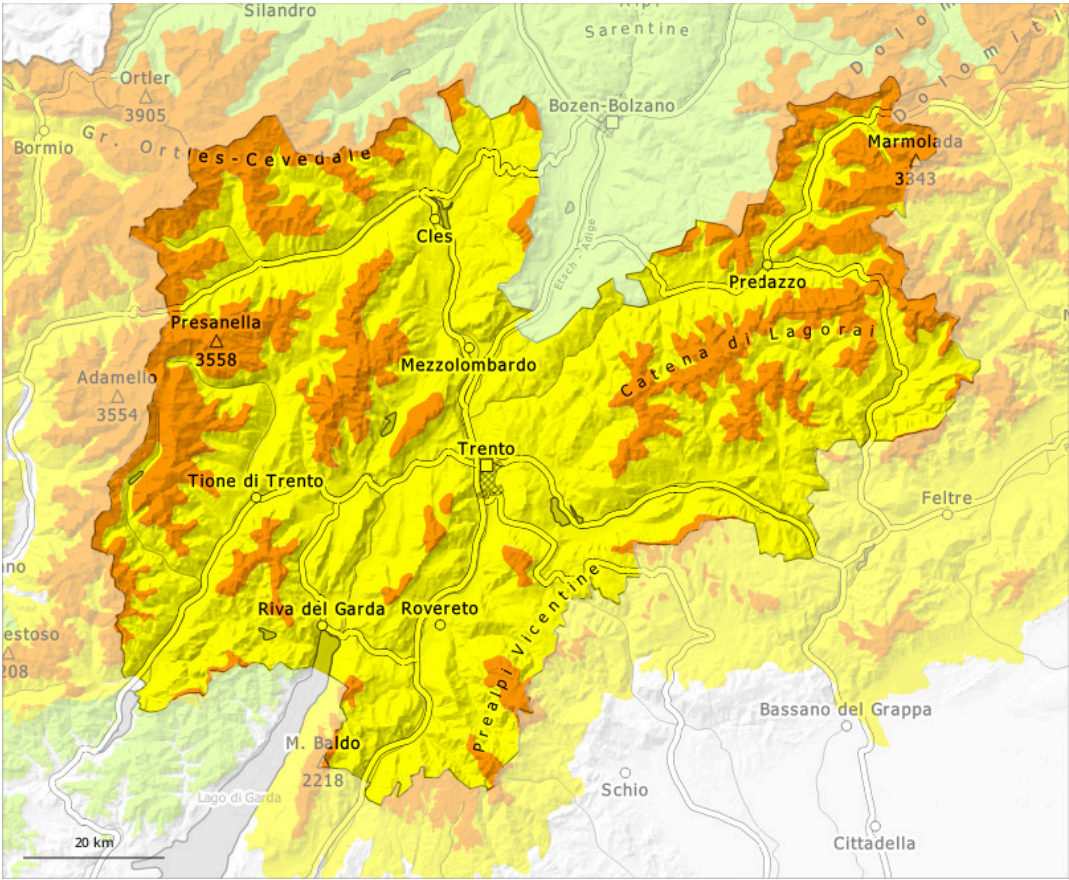 Silandro
Sarentine
Dolomiti
Ortler
3905
Bozen-Bolzano
Bormio
Gr. Ortles-Cevedale
Marmolada
3343
Cles
Etsch - Adige
Predazzo
Presanella
3558
Catena di Lagorai
Mezzolombardo
Adamello
3554
Trento
Tione di Trento
Feltre
Riva del Garda
Rovereto
Prealpi Vicentine
Bassano del Grappa
M. Baldo
2218
Schio
Lago di Garda
Cittadella
20 km